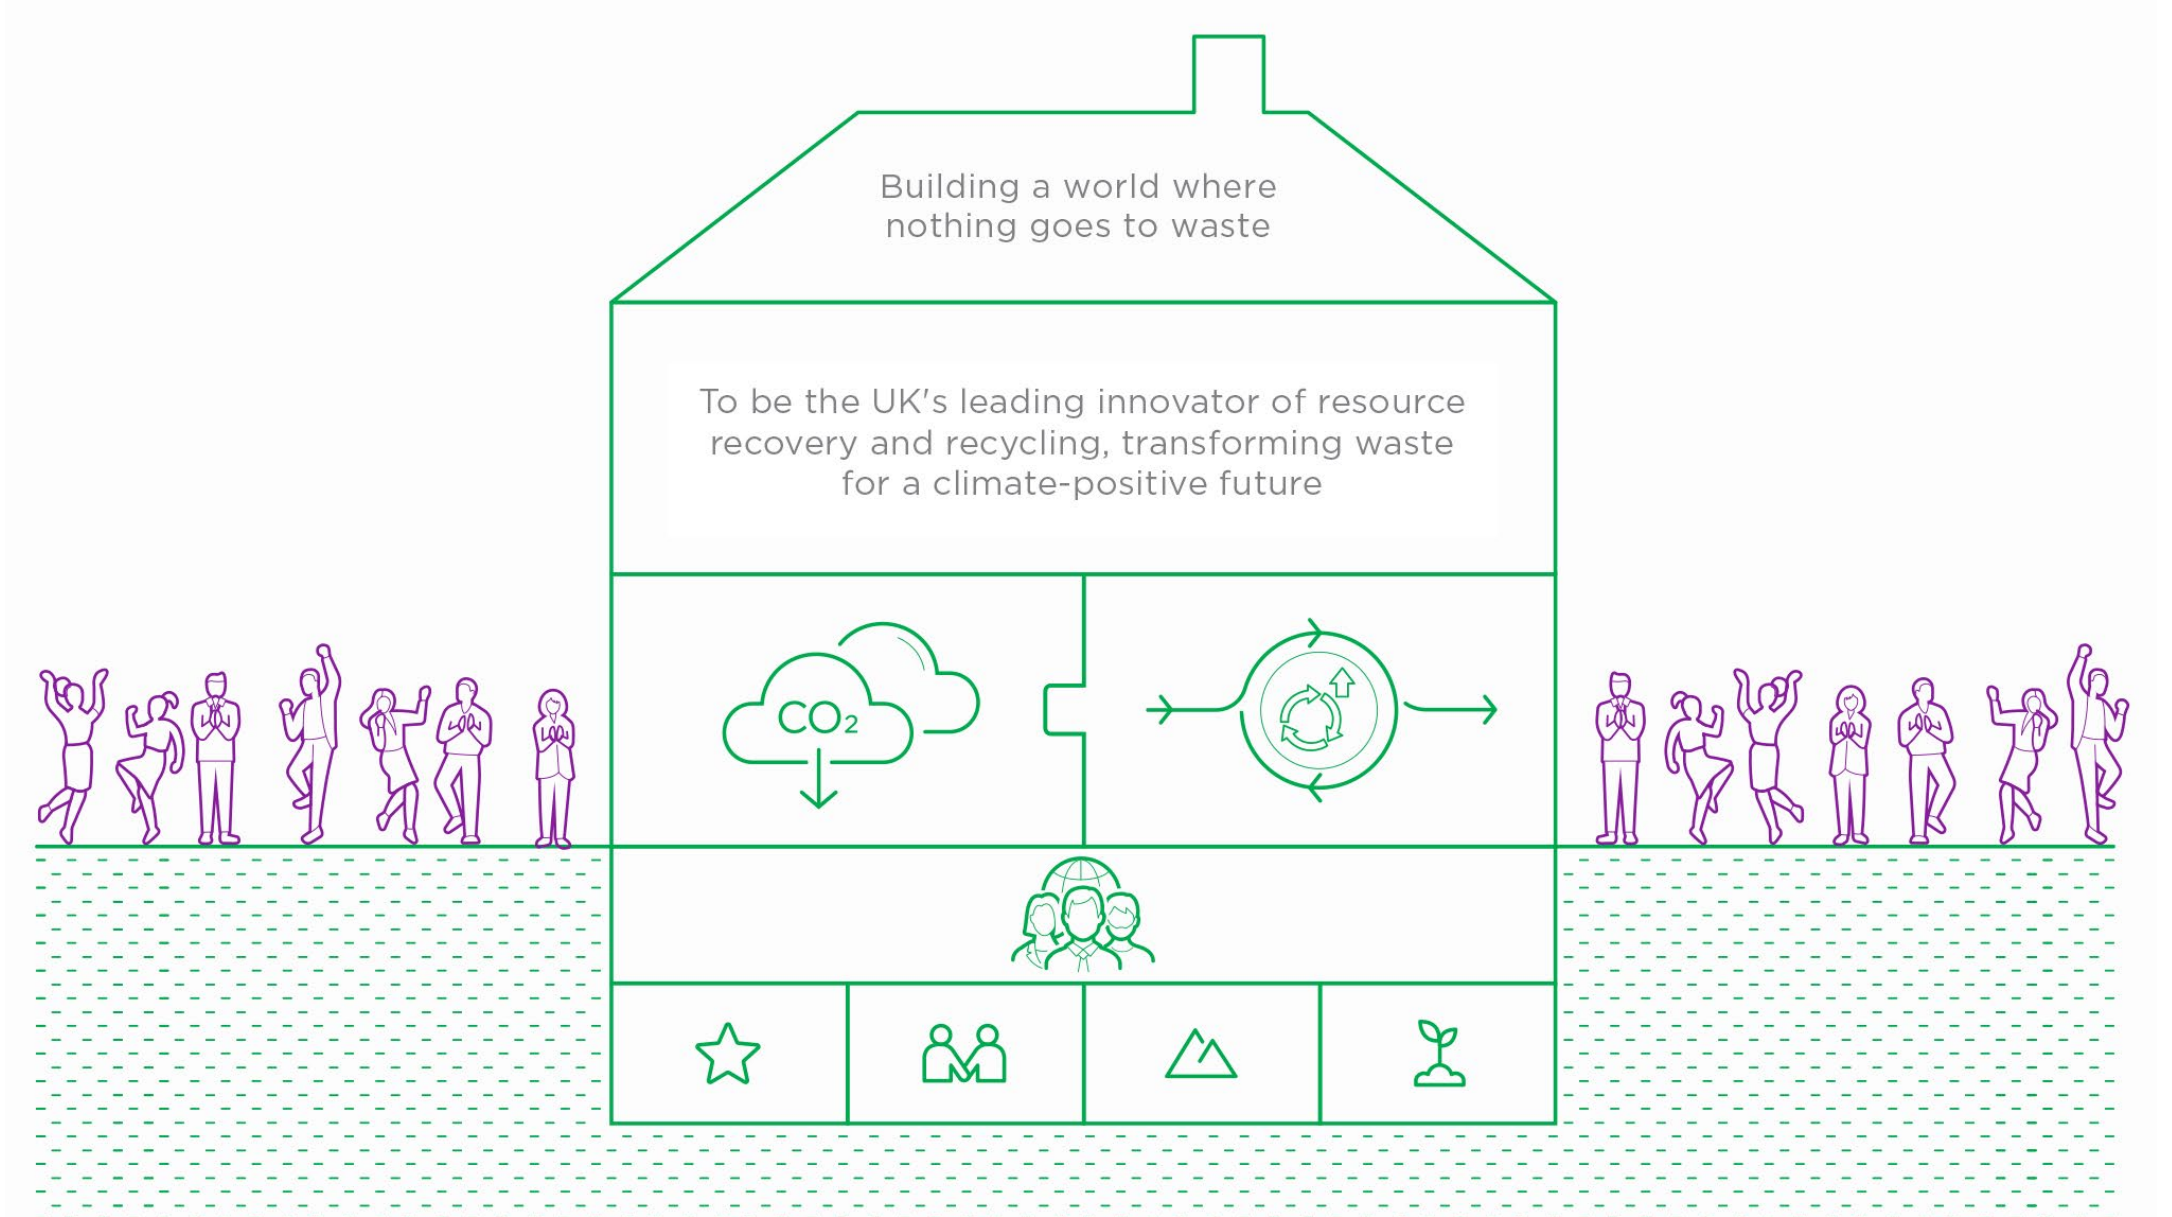 Building a world where
nothing goes to waste
To be the UK's leading innovator of resource
recovery and recycling, transforming waste
for a climate-positive future
CO₂